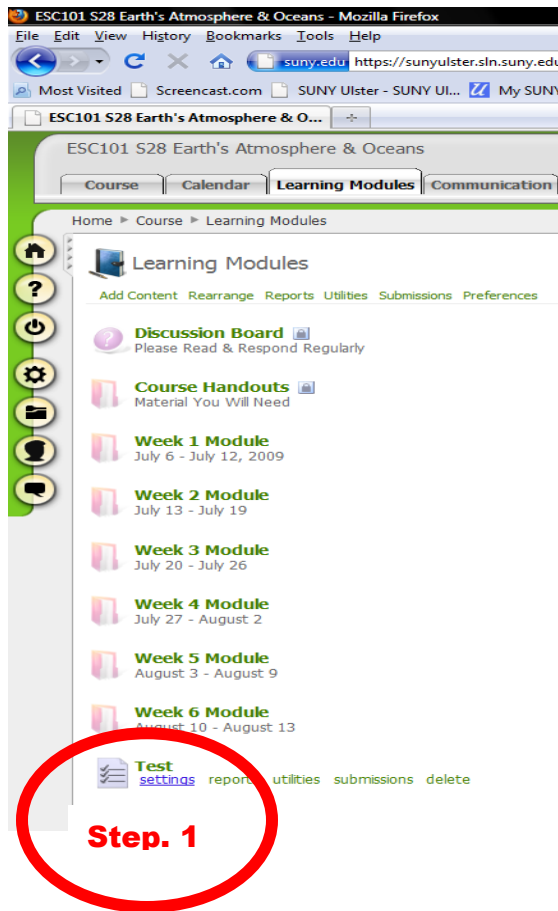 ESC101 S28 Earth's Atmosphere & Oceans - Mozilla Firefox
File Edit View History Bookmarks Tools Help
suny.edu https://sunyulster.sln.suny.edu
Most Visited Screencast.com SUNY Ulster - SUNY Ul... My SUNY
ESC101 S28 Earth's Atmosphere & O...
ESC101 S28 Earth's Atmosphere & Oceans
Course Calendar Learning Modules Communication
Home Course Learning Modules
Learning Modules
Add Content Rearrange Reports Utilities Submissions Preferences
Discussion Board
Please Read & Respond Regularly
Course Handouts
Material You Will Need
Week 1 Module
July 6 - July 12, 2009
Week 2 Module
July 13 - July 19
Week 3 Module
July 20 - July 26
Week 4 Module
July 27 - August 2
Week 5 Module
August 3 - August 9
Week 6 Module
August 10 - August 13
Test
settings reports utilities submissions delete
Step. 1